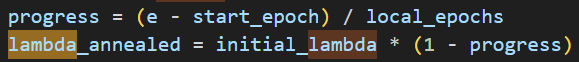 progress = (e - start_epoch) / local_epochs
lambda_annealed = initial_lambda * (1 - progress)